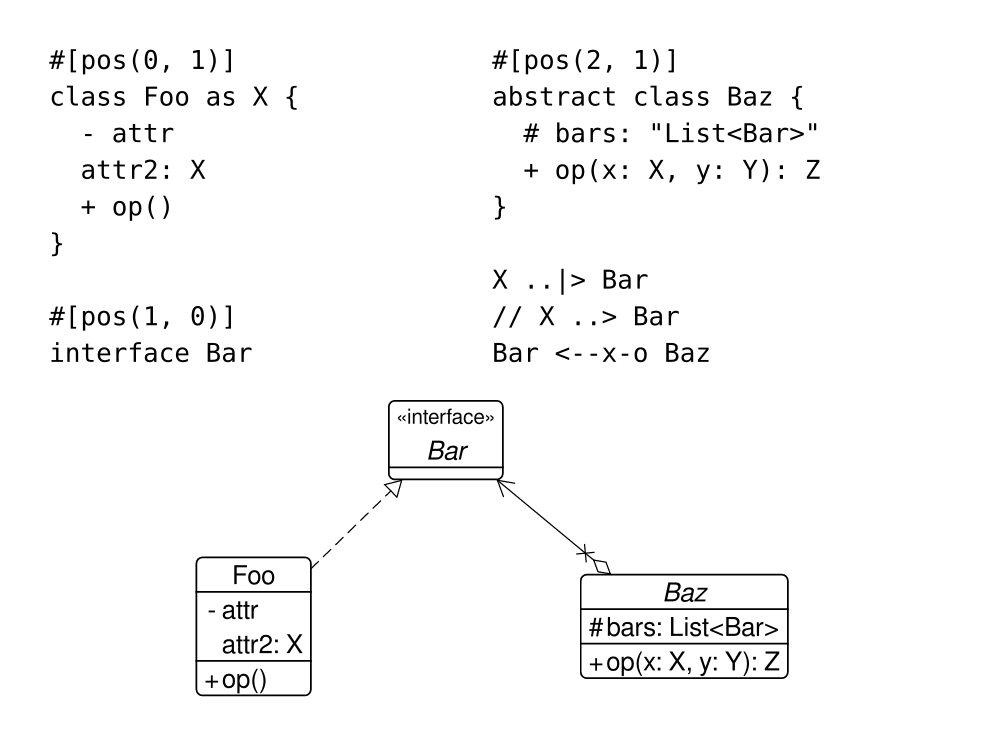 #[pos(0, 1)]
class Foo as X {
  - attr
  attr2: X
  + op()
}
#[pos(1, 0)]
interface Bar
#[pos(2, 1)]
abstract class Baz {
  # bars: "List<Bar>"
  + op(x: X, y: Y): Z
}
X ..|> Bar
// X ..> Bar
Bar <--x-o Baz
«interface»
Bar
Foo
- attr
attr2: X
+ op()
Baz
# bars: List<Bar>
+ op(x: X, y: Y): Z